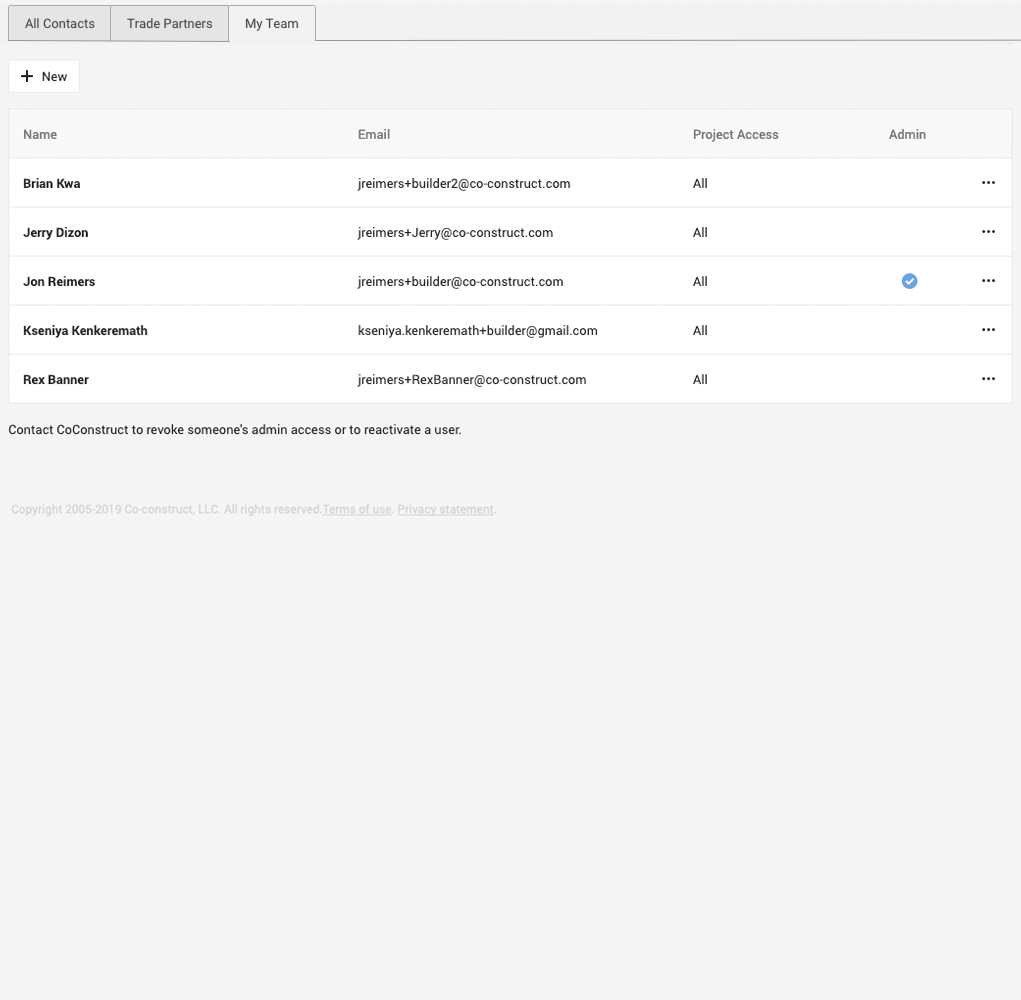 All Contacts Trade Partners My Team
+ New
Name Email Project Access Admin
Brian Kwa jreimers+builder2@co-construct.com All ...
Jerry Dizon jreimers+Jerry@co-construct.com All ...
Jon Reimers jreimers+builder@co-construct.com All ...
Kseniya Kenkeremath kseniya.kenkeremath+builder@gmail.com All ...
Rex Banner jreimers+RexBanner@co-construct.com All ...
Contact CoConstruct to revoke someone's admin access or to reactivate a user.
Copyright 2005-2019 Co-construct, LLC. All rights reserved.Terms of use. Privacy statement.